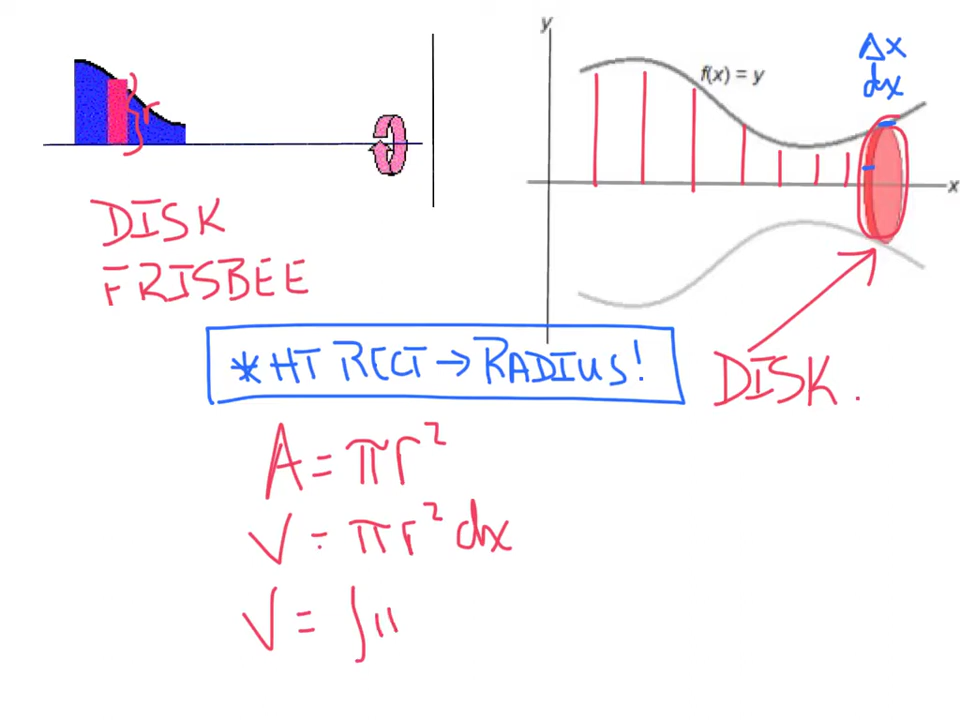 r
DISK
FRISBEE
y
f(x) = y
Δx
dx
x
*HT RECT → RADIUS!
DISK.
A = πr²
V = πr² dx
V = ∫